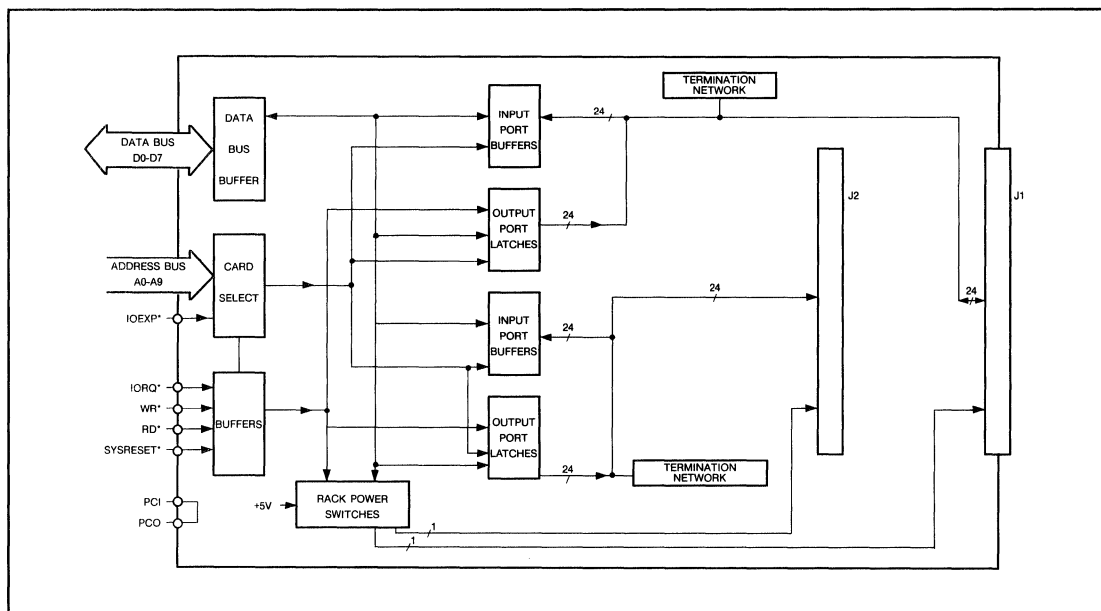 TERMINATION
NETWORK
DATA
BUS
BUFFER
DATA BUS
D0-D7
INPUT
PORT
BUFFERS
24
24
J2
J1
OUTPUT
PORT
LATCHES
24
CARD
SELECT
ADDRESS BUS
A0-A9
IOEXP*
INPUT
PORT
BUFFERS
24
24
IORQ*
WR*
RD*
SYSRESET*
BUFFERS
OUTPUT
PORT
LATCHES
24
TERMINATION
NETWORK
PCI
PCO
+5V
RACK POWER
SWITCHES
1
1